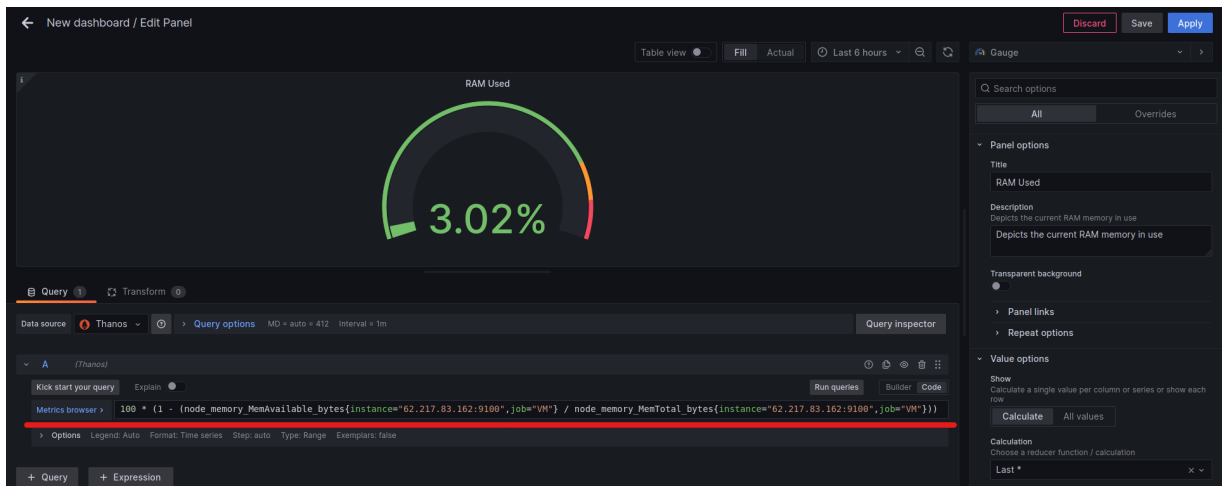 New dashboard / Edit Panel
Discard Save Apply
Table view Fill Actual Last 6 hours
Gauge
Search options
All Overrides
RAM Used
3.02%
Panel options
Title
RAM Used
Description
Depicts the current RAM memory in use
Depicts the current RAM memory in use
Transparent background
Panel links
Repeat options
Value options
Show
Calculate a single value per column or series or show each row
Calculate All values
Calculation
Choose a reducer function / calculation
Last *
Query 1 Transform 0
Data source Thanos Query options MD = auto = 412 Interval = 1m Query inspector
A (Thanos)
Kick start your query Explain Run queries Builder Code
Metrics browser > 100 * (1 - (node_memory_MemAvailable_bytes{instance="62.217.83.162:9100",job="VM"} / node_memory_MemTotal_bytes{instance="62.217.83.162:9100",job="VM"}))
Options Legend: Auto Format: Time series Step: auto Type: Range Exemplars: false
+ Query + Expression